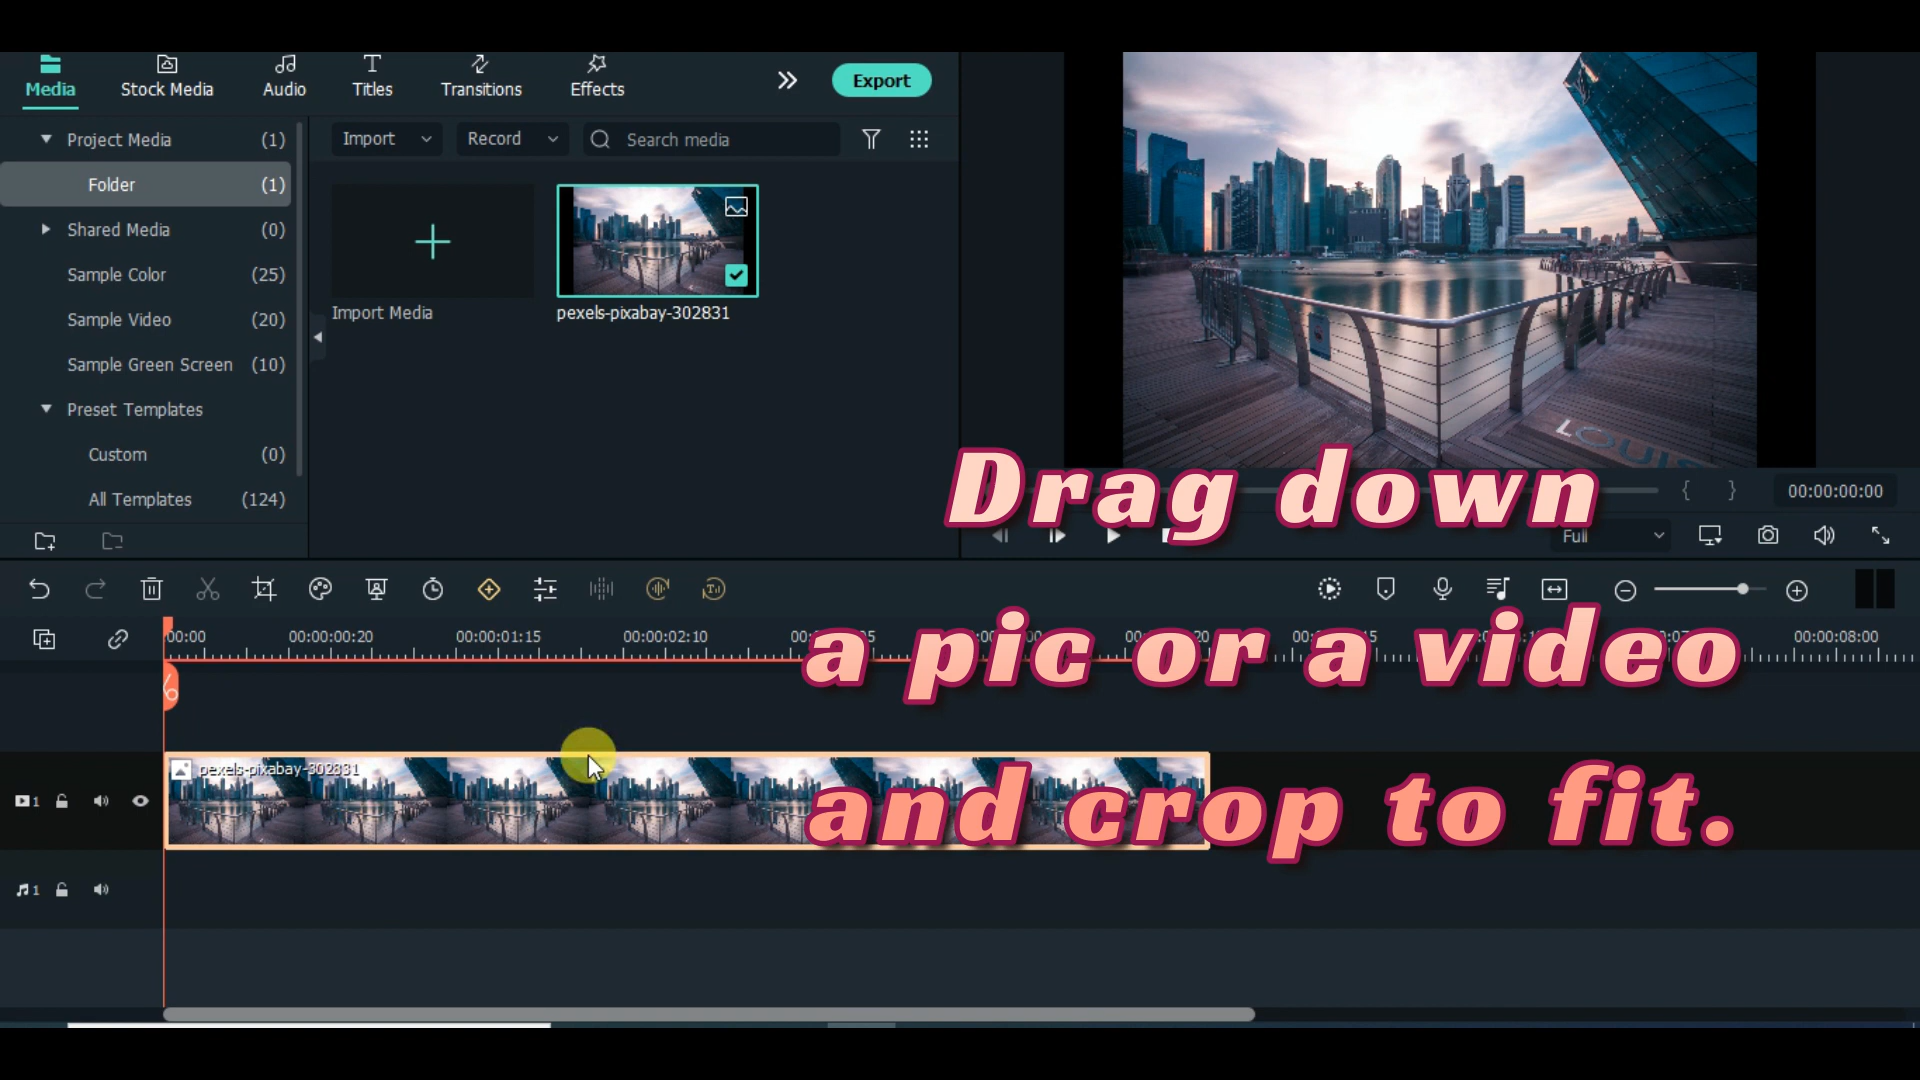 Media
Stock Media
Audio
Titles
Transitions
Effects
Export
Project Media (1)
Folder (1)
Shared Media (0)
Sample Color (25)
Sample Video (20)
Sample Green Screen (10)
Preset Templates
Custom (0)
All Templates (124)
Import
Record
Search media
Import Media
pexels-pixabay-302831
LOUIS
{ }
00:00:00:00
Full
Drag down
a pic or a video
and crop to fit.
00:00
00:00:00:20
00:00:01:15
00:00:02:10
00:00:08:00
pexels-pixabay-302831
1
1